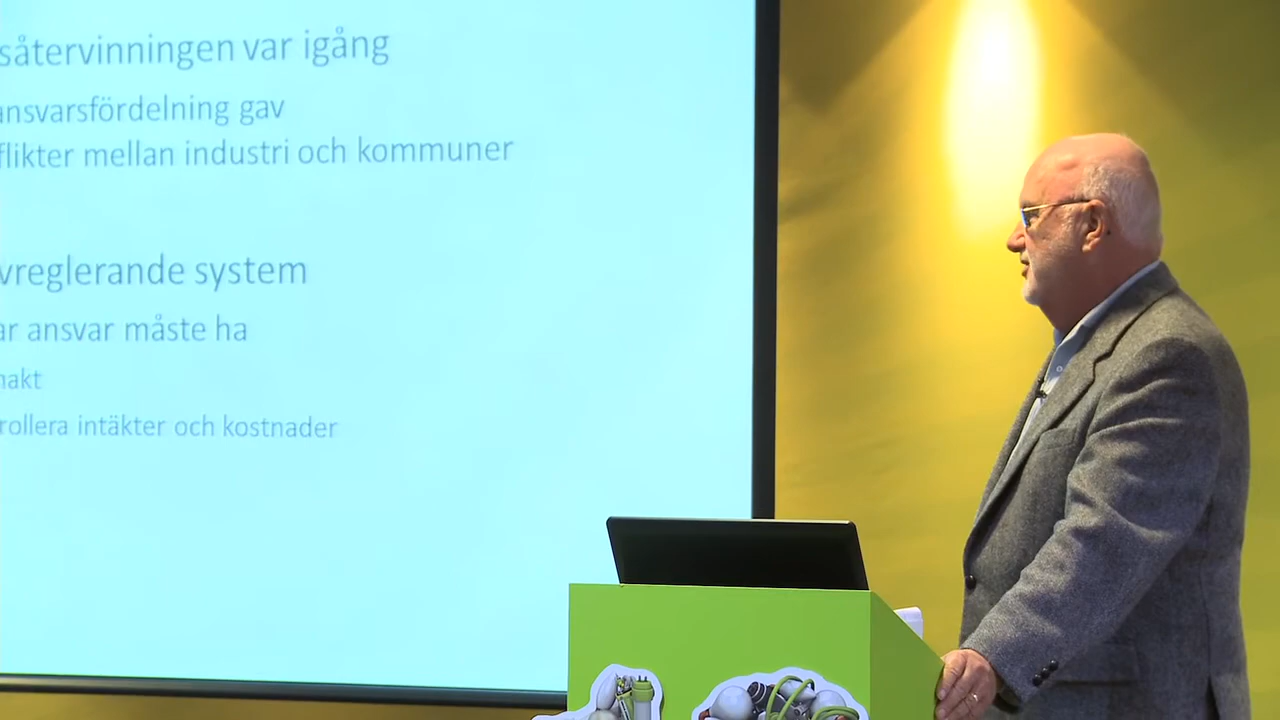 såtervinningen var igång
ansvarsfördelning gav
flikter mellan industri och kommuner
vreglerande system
ar ansvar måste ha
makt
rollera intäkter och kostnader